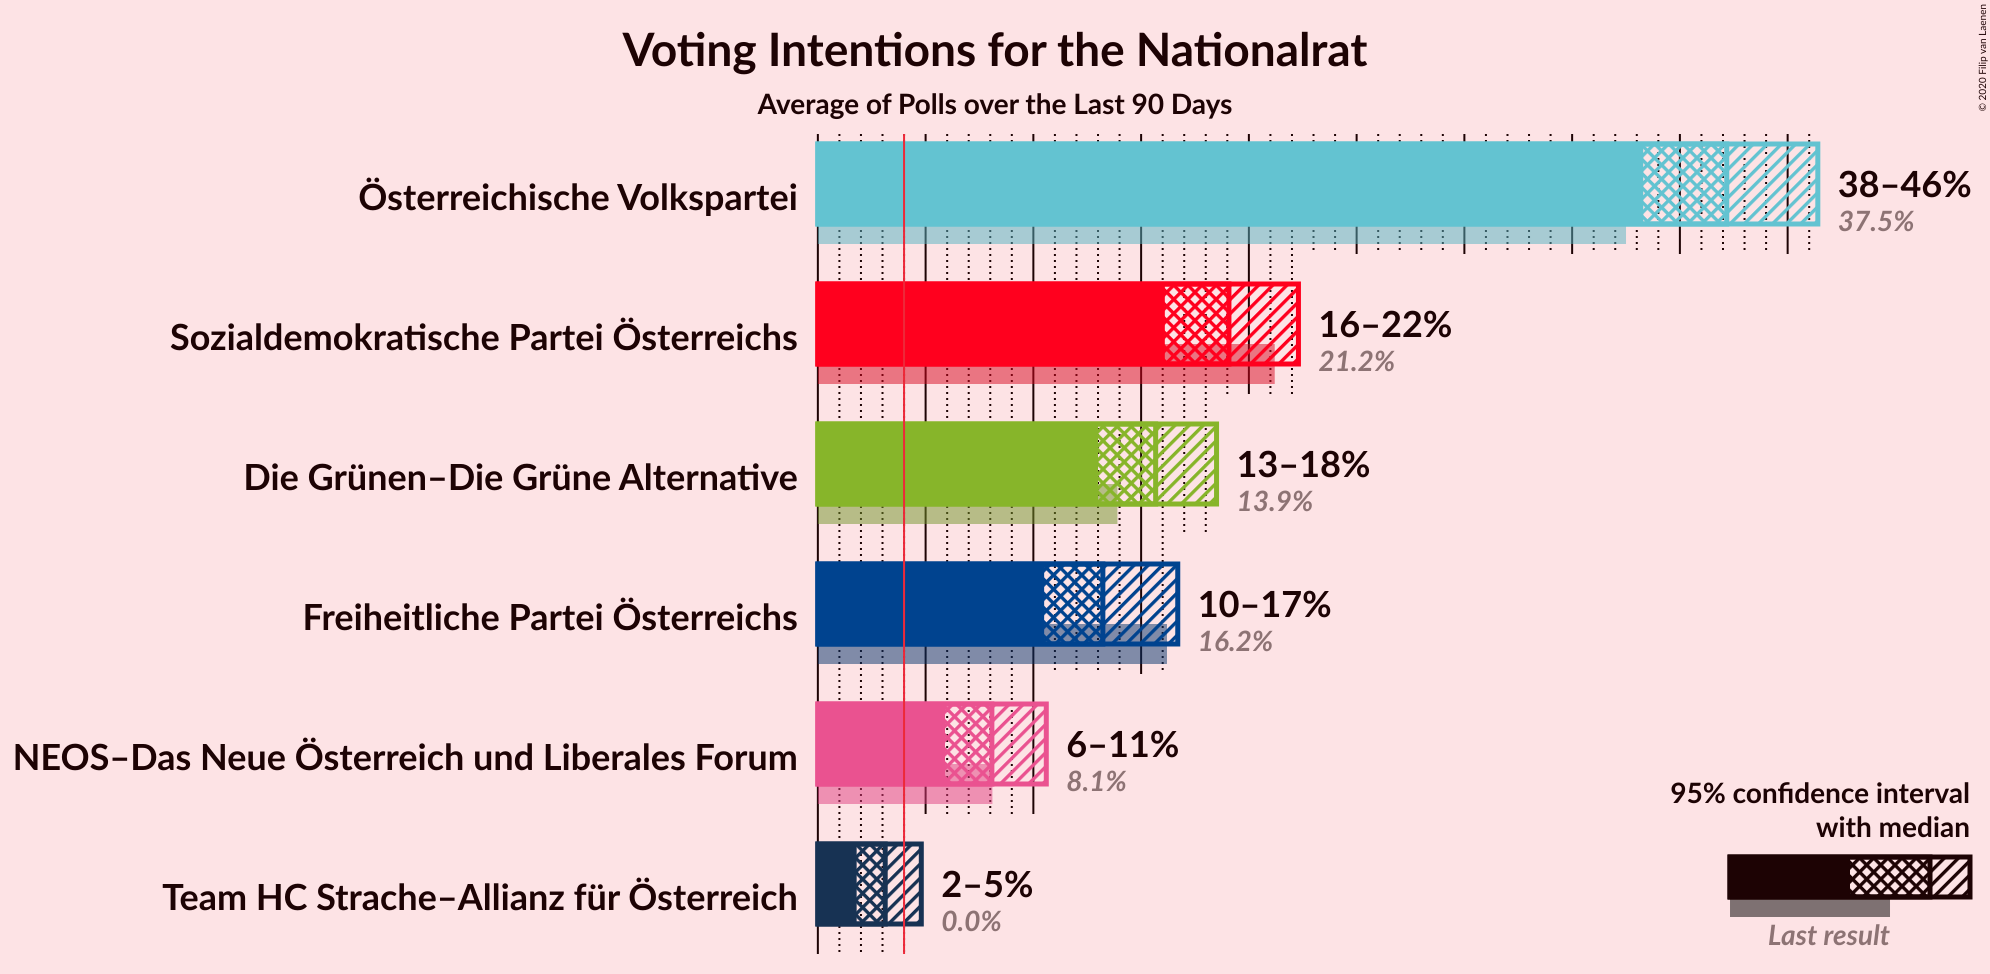 Voting Intentions for the Nationalrat
Average of Polls over the Last 90 Days
© 2020 Filip van Laenen
Österreichische Volkspartei
38–46%
37.5%
Sozialdemokratische Partei Österreichs
16–22%
21.2%
Die Grünen–Die Grüne Alternative
13–18%
13.9%
Freiheitliche Partei Österreichs
10–17%
16.2%
NEOS–Das Neue Österreich und Liberales Forum
6–11%
8.1%
Team HC Strache–Allianz für Österreich
2–5%
0.0%
95% confidence interval
with median
Last result